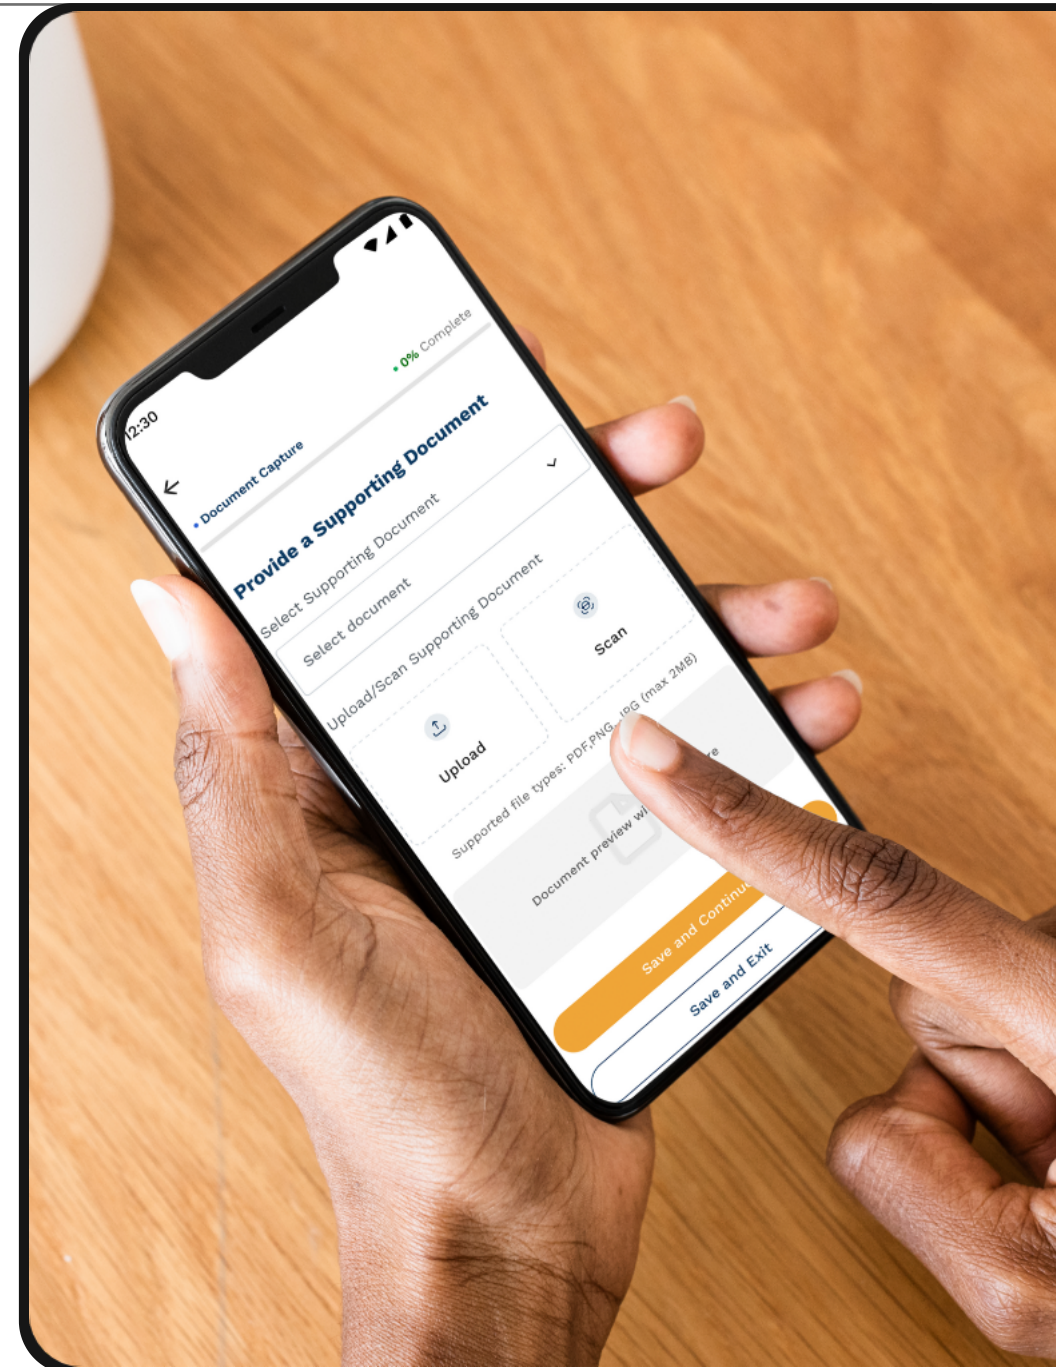 12:30
• Document Capture
• 0% Complete
Provide a Supporting Document
Select Supporting Document
Select document
Upload/Scan Supporting Document
Upload
Scan
Supported file types: PDF,PNG, JPG (max 2MB)
Document preview
Save and Continue
Save and Exit